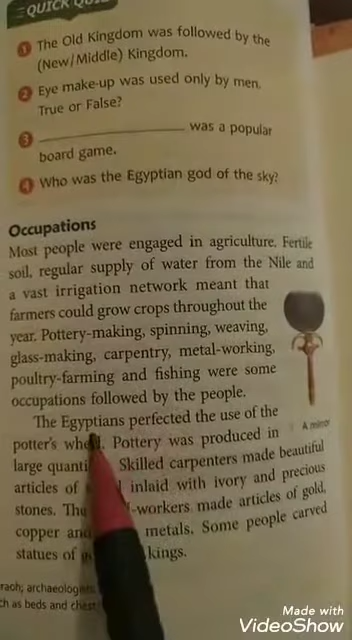 QUICK QUIZ
1 The Old Kingdom was followed by the
(New/Middle) Kingdom.
2 Eye make-up was used only by men.
True or False?
3 ____________ was a popular
board game.
4 Who was the Egyptian god of the sky?
Occupations
Most people were engaged in agriculture. Fertile
soil, regular supply of water from the Nile and
a vast irrigation network meant that
farmers could grow crops throughout the
year. Pottery-making, spinning, weaving,
glass-making, carpentry, metal-working,
poultry-farming and fishing were some
occupations followed by the people.
The Egyptians perfected the use of the
potter's wheel. Pottery was produced in
A mirror
large Skilled carpenters made beautiful
articles of inlaid with ivory and precious
stones. The -workers made articles of gold,
copper and metals. Some people carved
statues of kings.
raoh; archaeologists
ch as beds and chest
Made with
VideoShow